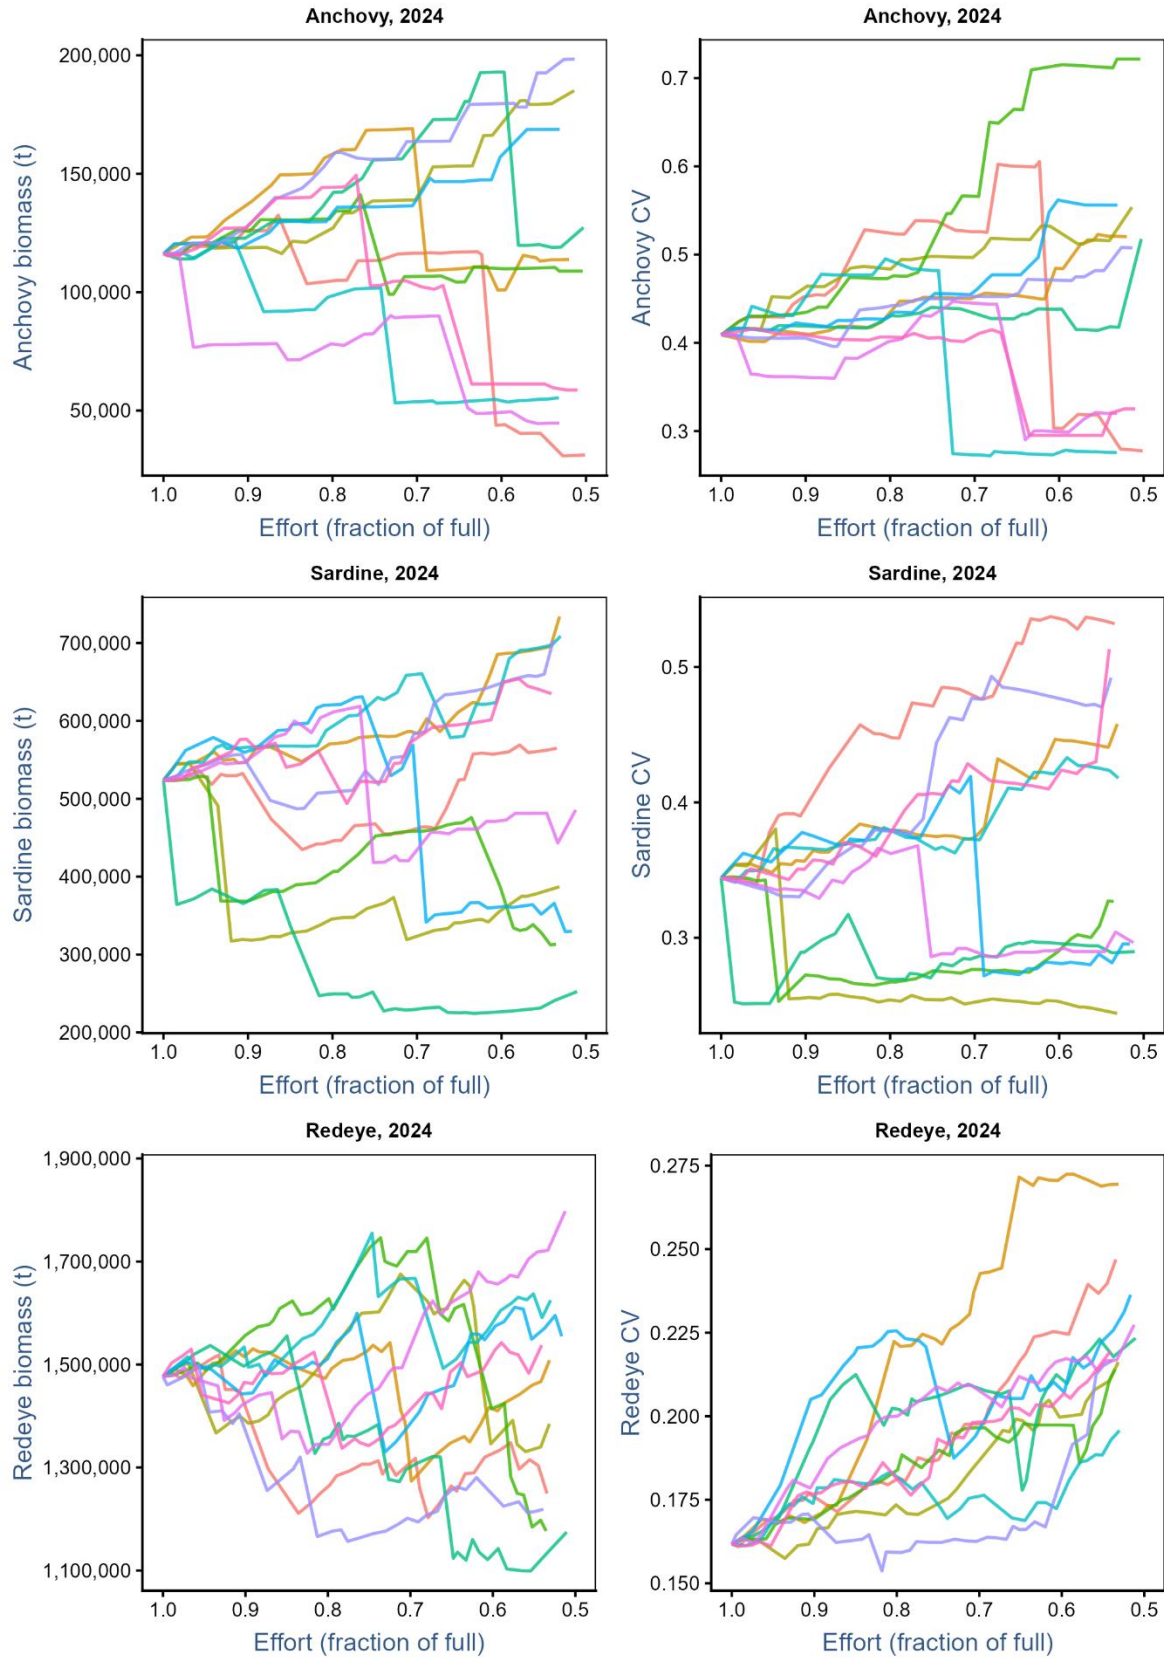 Anchovy, 2024
Anchovy biomass (t)
200,000
150,000
100,000
50,000
1.0 0.9 0.8 0.7 0.6 0.5
Effort (fraction of full)
Anchovy, 2024
Anchovy CV
0.7
0.6
0.5
0.4
0.3
1.0 0.9 0.8 0.7 0.6 0.5
Effort (fraction of full)
Sardine, 2024
Sardine biomass (t)
700,000
600,000
500,000
400,000
300,000
200,000
1.0 0.9 0.8 0.7 0.6 0.5
Effort (fraction of full)
Sardine, 2024
Sardine CV
0.5
0.4
0.3
1.0 0.9 0.8 0.7 0.6 0.5
Effort (fraction of full)
Redeye, 2024
Redeye biomass (t)
1,900,000
1,700,000
1,500,000
1,300,000
1,100,000
1.0 0.9 0.8 0.7 0.6 0.5
Effort (fraction of full)
Redeye, 2024
Redeye CV
0.275
0.250
0.225
0.200
0.175
0.150
1.0 0.9 0.8 0.7 0.6 0.5
Effort (fraction of full)